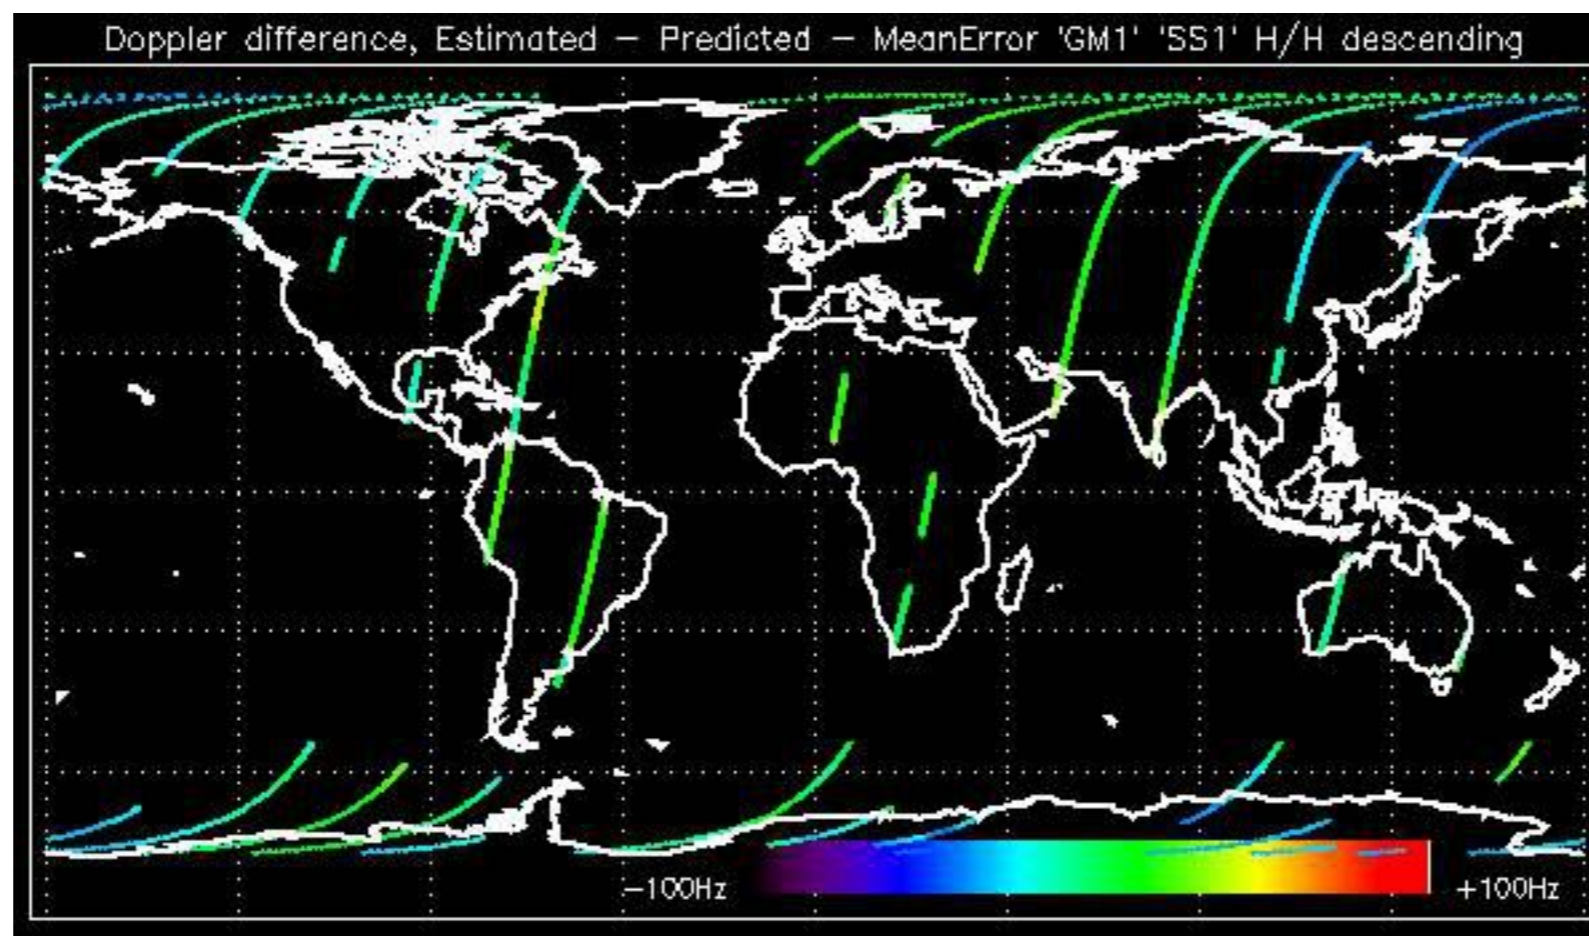 Doppler difference, Estimated – Predicted – MeanError 'GM1' 'SS1' H/H descending
–100Hz +100Hz